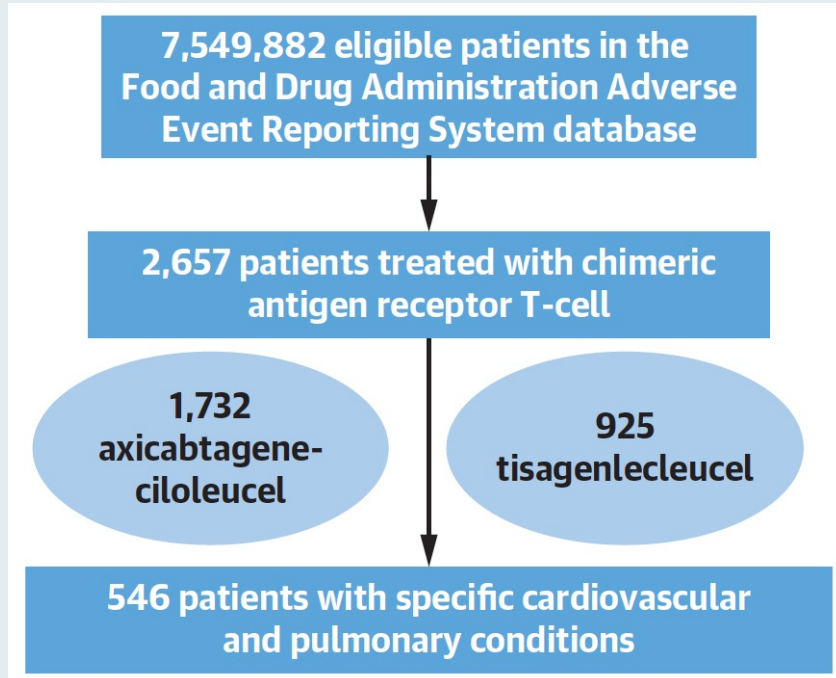 7,549,882 eligible patients in the
Food and Drug Administration Adverse
Event Reporting System database
2,657 patients treated with chimeric
antigen receptor T-cell
1,732
axicabtagene-
ciloleucel
925
tisagenlecleucel
546 patients with specific cardiovascular
and pulmonary conditions